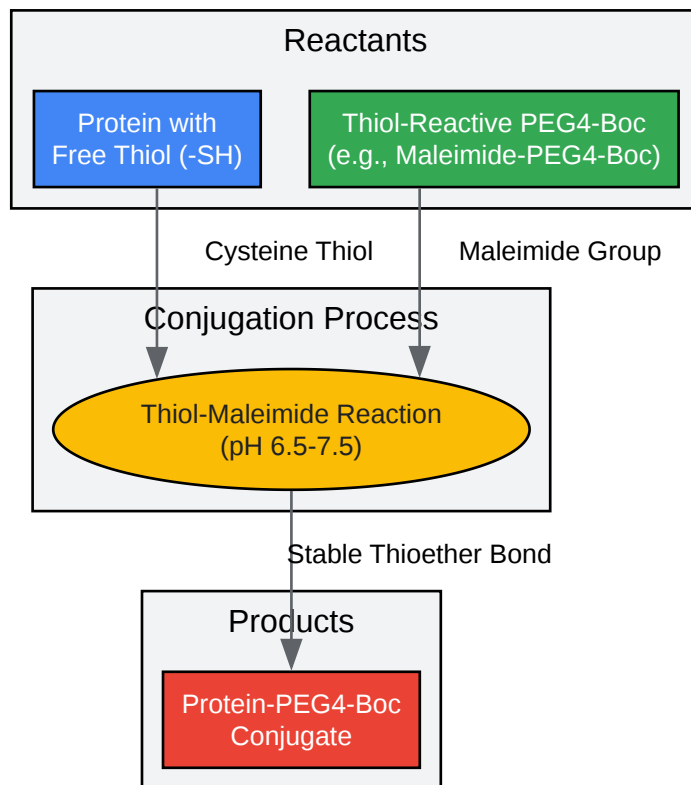 Reactants
Protein with
Free Thiol (-SH)
Thiol-Reactive PEG4-Boc
(e.g., Maleimide-PEG4-Boc)
Cysteine Thiol
Maleimide Group
Conjugation Process
Thiol-Maleimide Reaction
(pH 6.5-7.5)
Stable Thioether Bond
Products
Protein-PEG4-Boc
Conjugate